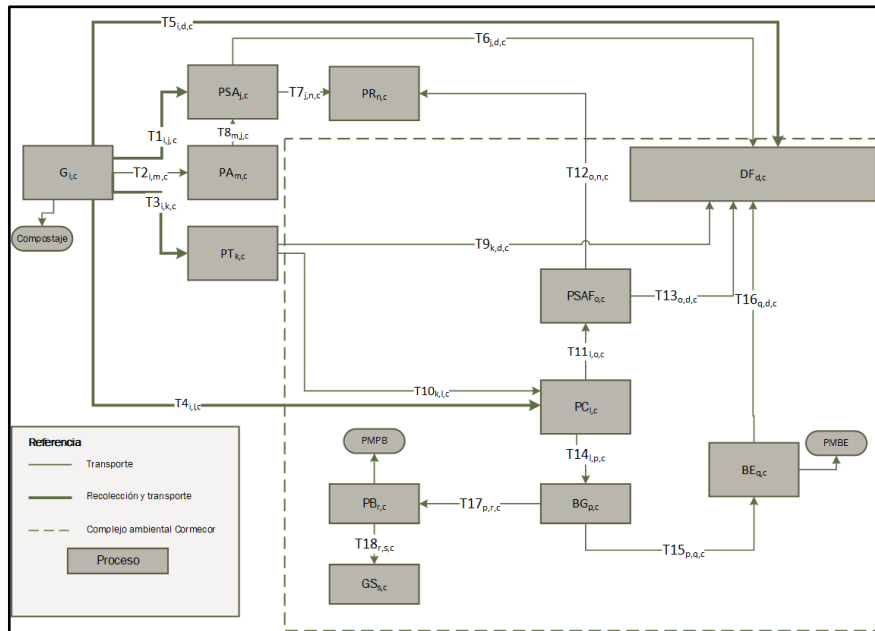 T5i,d,c
T6j,d,c
PSAj,c
T7j,n,c
PRn,c
T1i,j,c
T8m,j,c
Gi,c
T2i,m,c
PAm,c
T12o,n,c
DFd,c
T3i,k,c
Compostaje
PTk,c
T9k,d,c
PSAFo,c
T13o,d,c
T16q,d,c
T11l,o,c
T10k,l,c
T4i,l,c
PCl,c
Referencia
Transporte
Recolección y transporte
Complejo ambiental Cormecor
Proceso
PMPB
T14l,p,c
PMBE
BEq,c
PBr,c
T17p,r,c
BGp,c
T18r,s,c
T15p,q,c
GSs,c